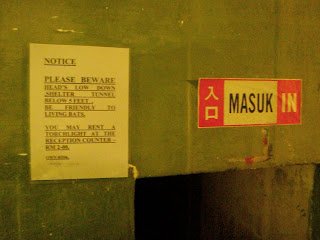 NOTICE
PLEASE BEWARE
HEAD'S LOW DOWN
SHELTER TUNNEL
BELOW 5 FEET .
BE FRIENDLY TO
LIVING BATS.
YOU MAY RENT A
TORCHLIGHT AT THE
RECEPTION COUNTER –
入口 MASUK IN